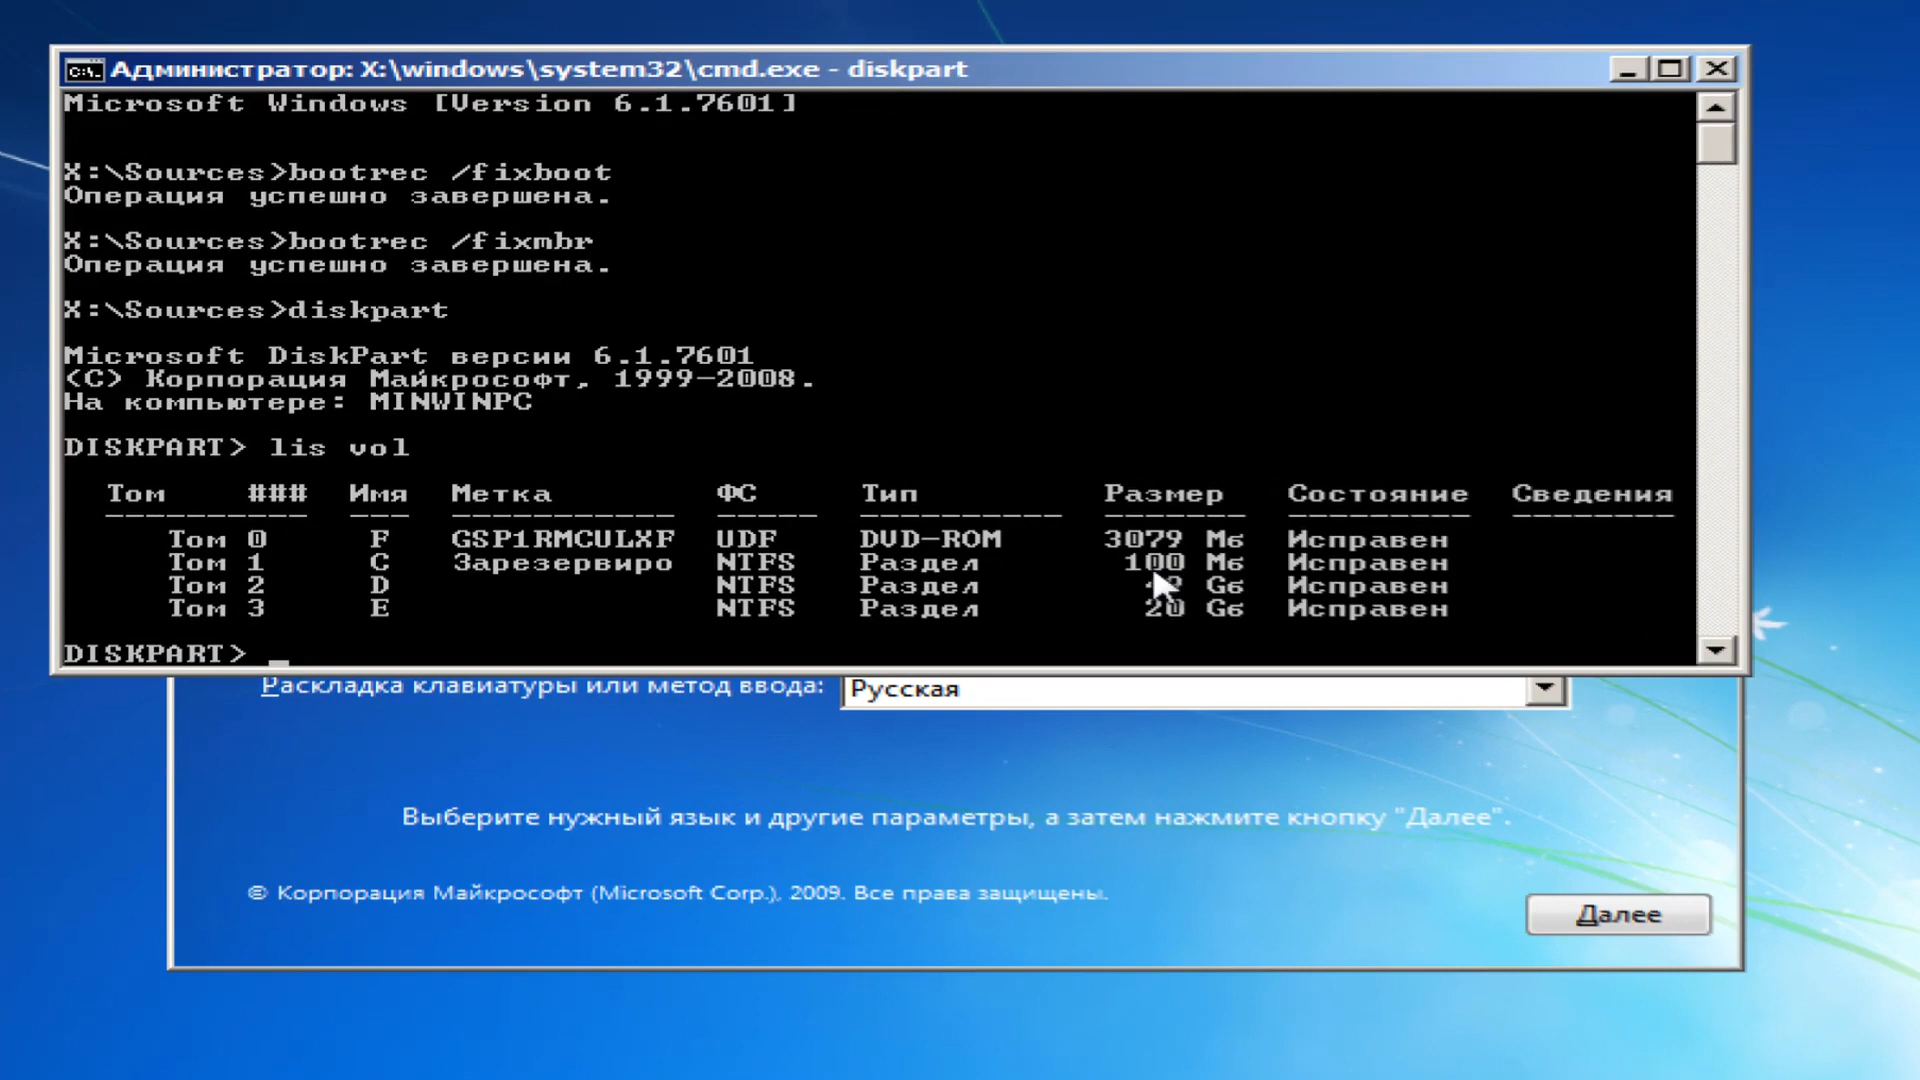 Администратор: X:\windows\system32\cmd.exe - diskpart
Microsoft Windows [Version 6.1.7601]
X:\Sources>bootrec /fixboot
Операция успешно завершена.
X:\Sources>bootrec /fixmbr
Операция успешно завершена.
X:\Sources>diskpart
Microsoft DiskPart версии 6.1.7601
(C) Корпорация Майкрософт, 1999-2008.
На компьютере: MINWINPC
DISKPART> lis vol
Том ### Имя Метка ФС Тип Размер Состояние Сведения
Том 0 F GSP1RMCULXF UDF DVD-ROM 3079 Мб Исправен
Том 1 C Зарезервиро NTFS Раздел 100 Мб Исправен
Том 2 D NTFS Раздел Gб Исправен
Том 3 E NTFS Раздел 20 Gб Исправен
DISKPART>
Раскладка клавиатуры или метод ввода: Русская
Выберите нужный язык и другие параметры, а затем нажмите кнопку "Далее".
© Корпорация Майкрософт (Microsoft Corp.), 2009. Все права защищены.
Далее